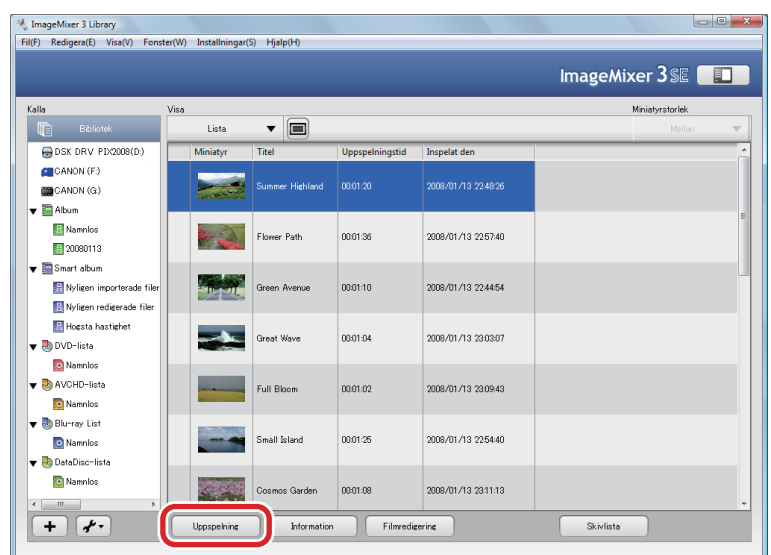 ImageMixer 3 Library
Fil(F) Redigera(E) Visa(V) Fonster(W) Installningar(S) Hjalp(H)
ImageMixer 3 SE
Kalla Visa Miniatyrstorlek
Bibliotek Lista Mellan
DSK DRV PIX2008(D:)
CANON (F:)
CANON (G:)
Album
Namnlos
20080113
Smart album
Nyligen importerade filer
Nyligen redigerade filer
Hogsta hastighet
DVD-lista
Namnlos
AVCHD-lista
Namnlos
Blu-ray List
Namnlos
DataDisc-lista
Namnlos
Miniatyr Titel Uppspelningstid Inspelat den
Summer Highland 00:01:20 2008/01/13 22:48:26
Flower Path 00:01:36 2008/01/13 22:57:40
Green Avenue 00:01:10 2008/01/13 22:44:54
Great Wave 00:01:04 2008/01/13 23:03:07
Full Bloom 00:01:02 2008/01/13 23:09:43
Small Island 00:01:25 2008/01/13 22:54:40
Cosmos Garden 00:01:08 2008/01/13 23:11:13
Uppspelning Information Filmredigering Skivlista